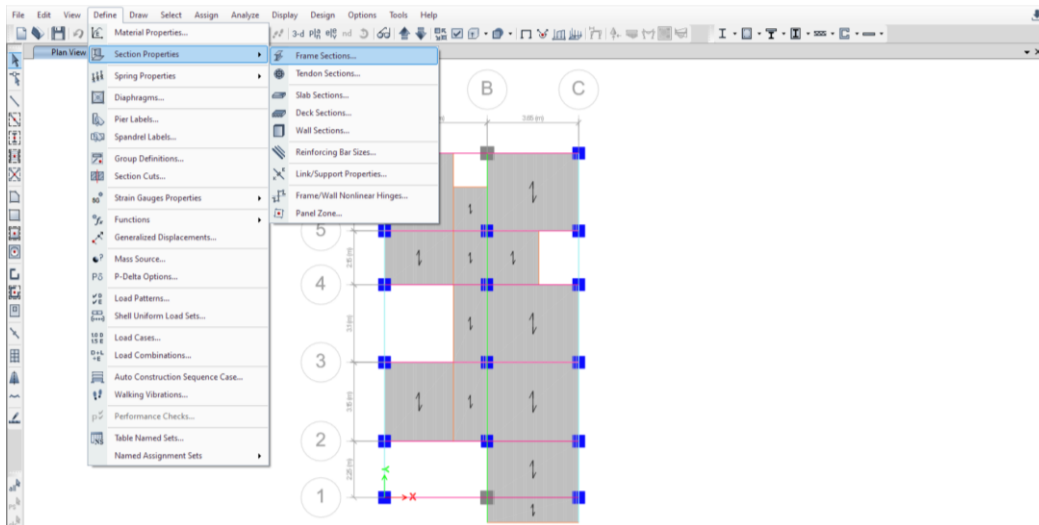 File Edit View Define Draw Select Assign Analyze Display Design Options Tools Help
3-d
nd
Plan View
Material Properties...
Section Properties
Spring Properties
Diaphragms...
Pier Labels...
Spandrel Labels...
Group Definitions...
Section Cuts...
Strain Gauges Properties
Functions
Generalized Displacements...
Mass Source...
P-Delta Options...
Load Patterns...
Shell Uniform Load Sets...
Load Cases...
Load Combinations...
Auto Construction Sequence Case...
Walking Vibrations...
Performance Checks...
Table Named Sets...
Named Assignment Sets
Frame Sections...
Tendon Sections...
Slab Sections...
Deck Sections...
Wall Sections...
Reinforcing Bar Sizes...
Link/Support Properties...
Frame/Wall Nonlinear Hinges...
Panel Zone...
B
C
3.65 (m)
5
4
3
2
1
Y
X